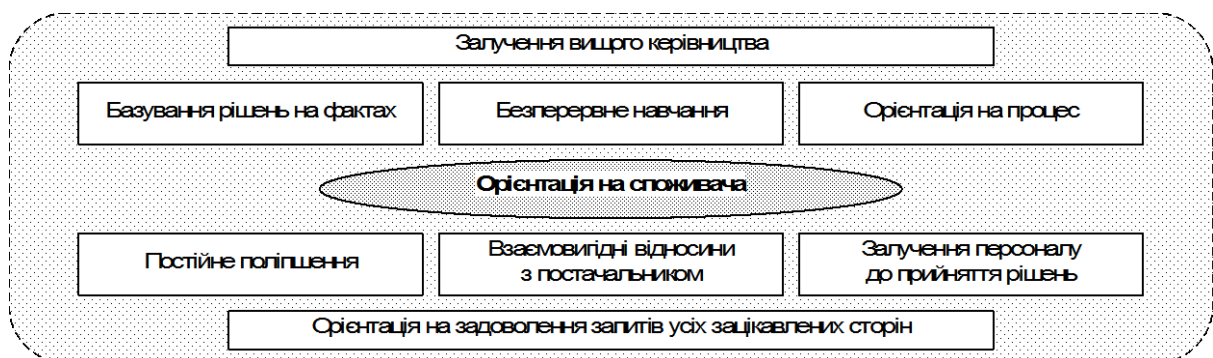 Залучення вищого керівництва
Базування рішень на фактах
Безперервне навчання
Орієнтація на процес
Орієнтація на споживача
Постійне поліпшення
Взаємовигідні відносини
з постачальником
Залучення персоналу
до прийняття рішень
Орієнтація на задоволення запитів усіх зацікавлених сторін